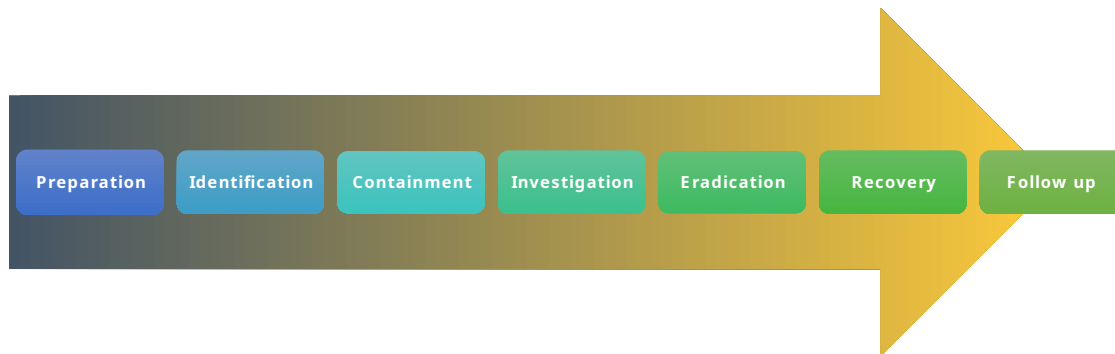 Preparation
Identification
Containment
Investigation
Eradication
Recovery
Follow up